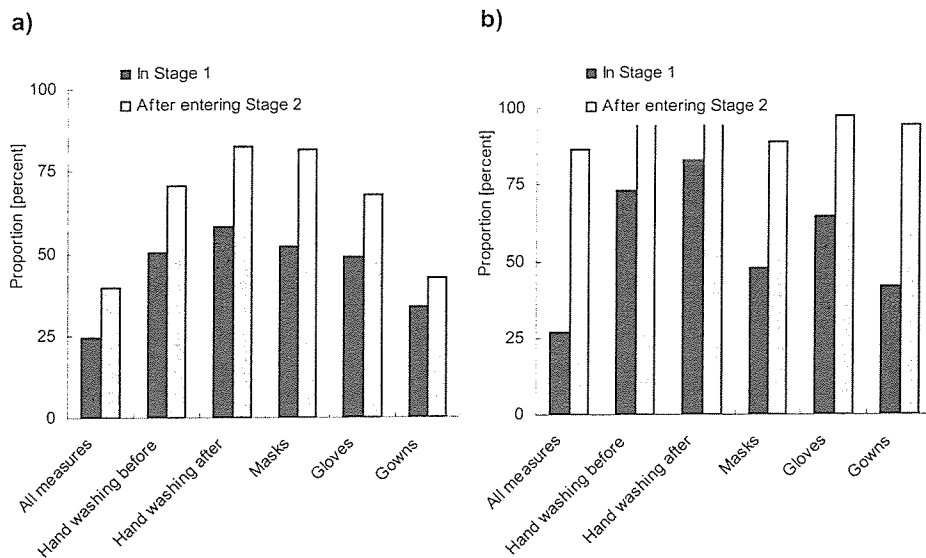 a)
In Stage 1
After entering Stage 2
100
75
50
25
0
Proportion [percent]
All measures
Hand washing before
Hand washing after
Masks
Gloves
Gowns
b)
In Stage 1
After entering Stage 2
100
75
50
25
0
Proportion [percent]
All measures
Hand washing before
Hand washing after
Masks
Gloves
Gowns